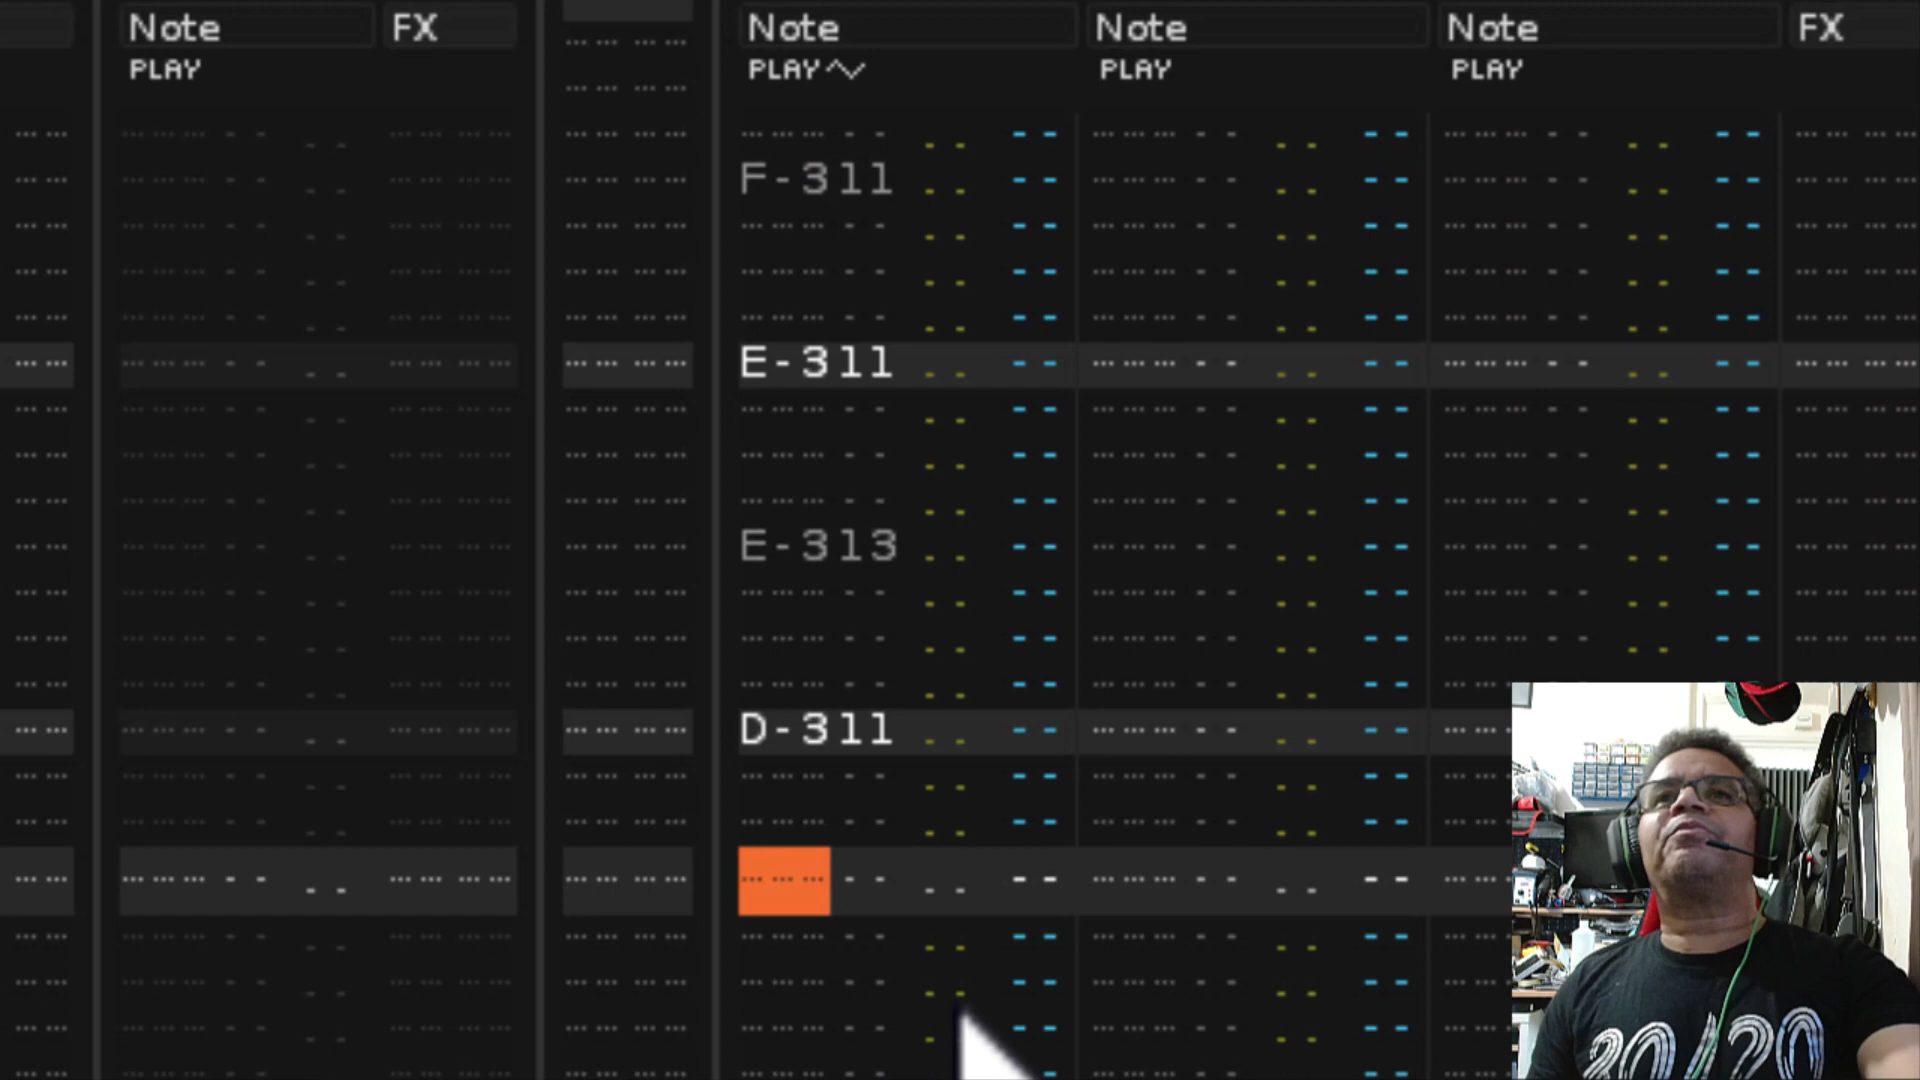 Note FX Note Note Note FX
PLAY PLAY PLAY PLAY
F-311
E-311
E-313
D-311
20/20